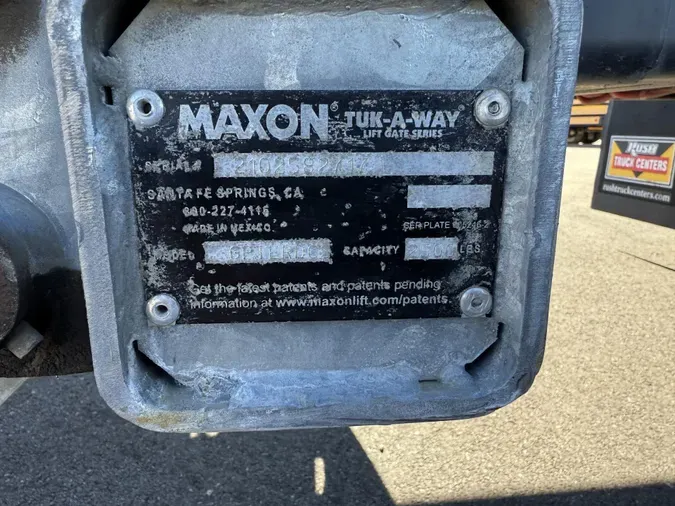 MAXON® TUK-A-WAY®
LIFT GATE SERIES
SERIAL#
SANTA FE SPRINGS, CA
800-227-4116
MADE IN MEXICO
SER PLATE
MODEL CAPACITY LBS
Get the latest patents and patents pending
information at www.maxonlift.com/patents.
RUSH
TRUCK CENTERS
rushtruckcenters.com